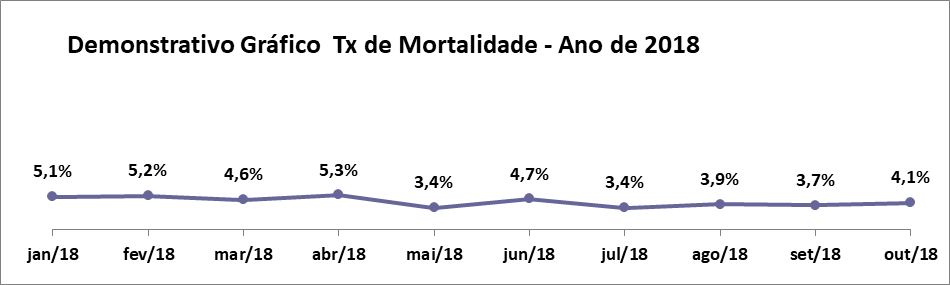 Demonstrativo Gráfico  Tx de Mortalidade - Ano de 2018
5,1% 5,2% 4,6% 5,3% 3,4% 4,7% 3,4% 3,9% 3,7% 4,1%
jan/18 fev/18 mar/18 abr/18 mai/18 jun/18 jul/18 ago/18 set/18 out/18